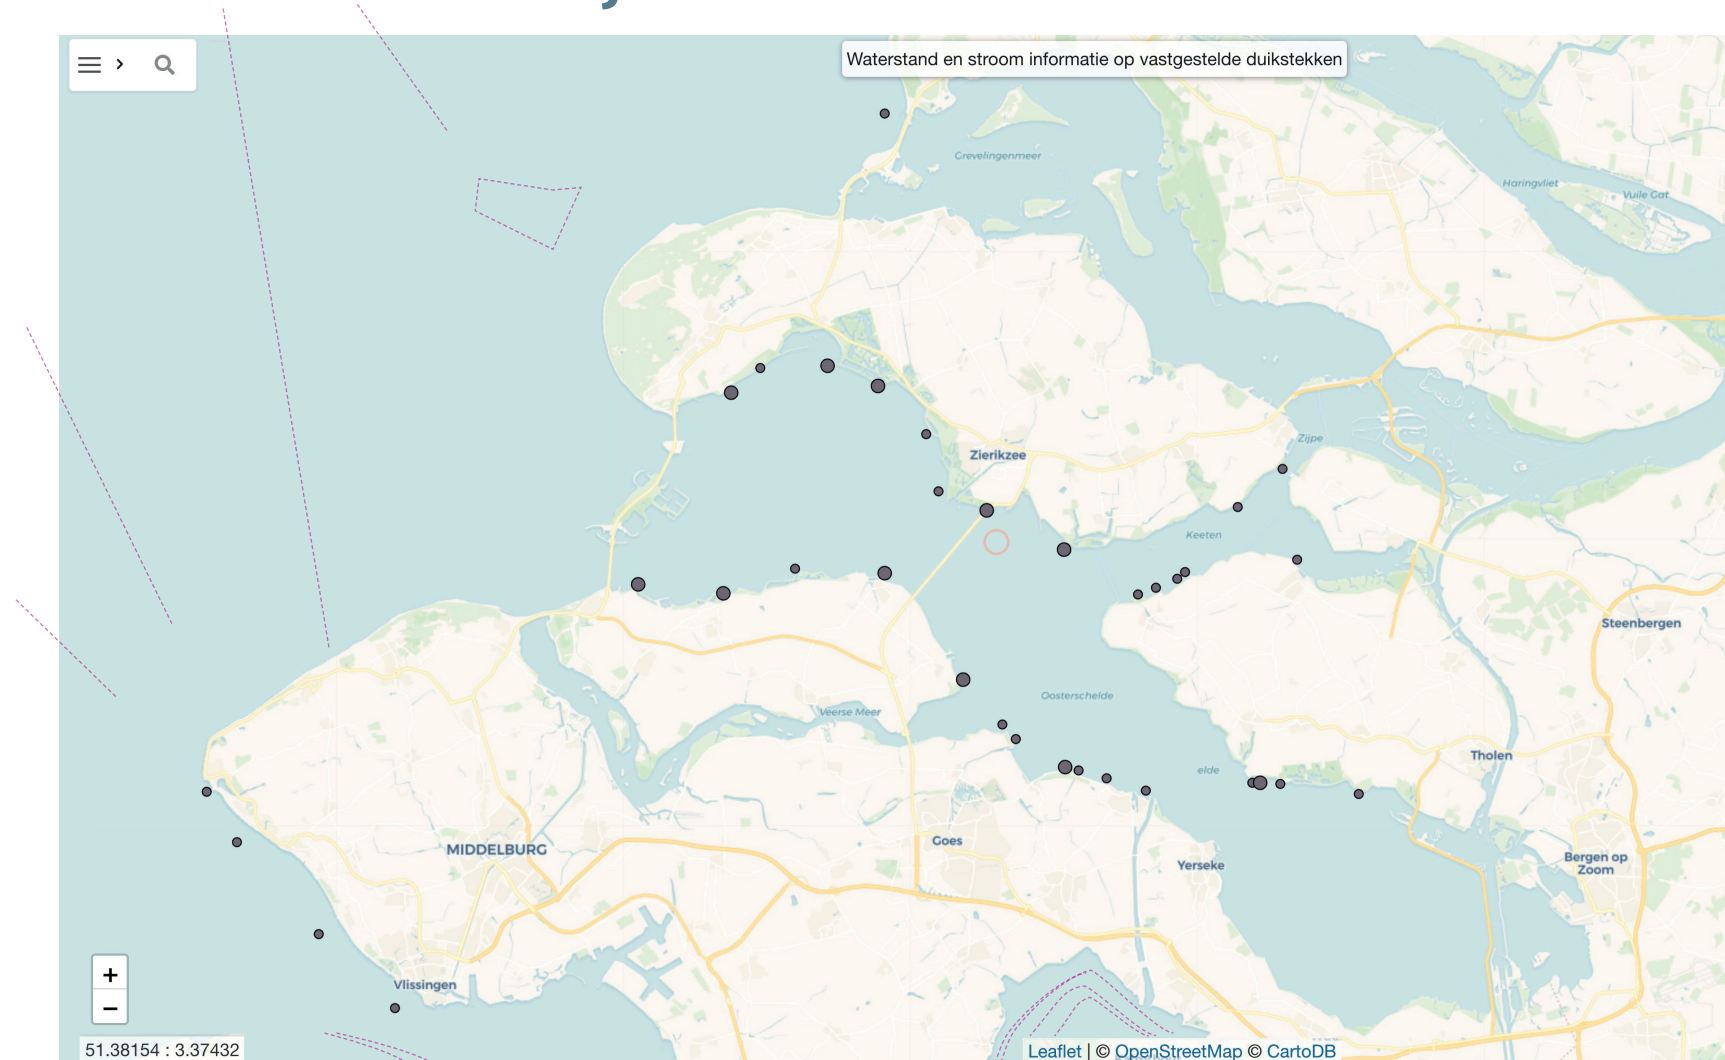 Waterstand en stroom informatie op vastgestelde duikstekken
Grevelingenmeer
Haringvliet
Vuile Gat
Zijpe
Zierikzee
Keeten
Steenbergen
Oosterschelde
Veerse Meer
Tholen
elde
Goes
MIDDELBURG
Yerseke
Bergen op
Zoom
Vlissingen
+
−
51.38154 : 3.37432
Leaflet | © OpenStreetMap © CartoDB